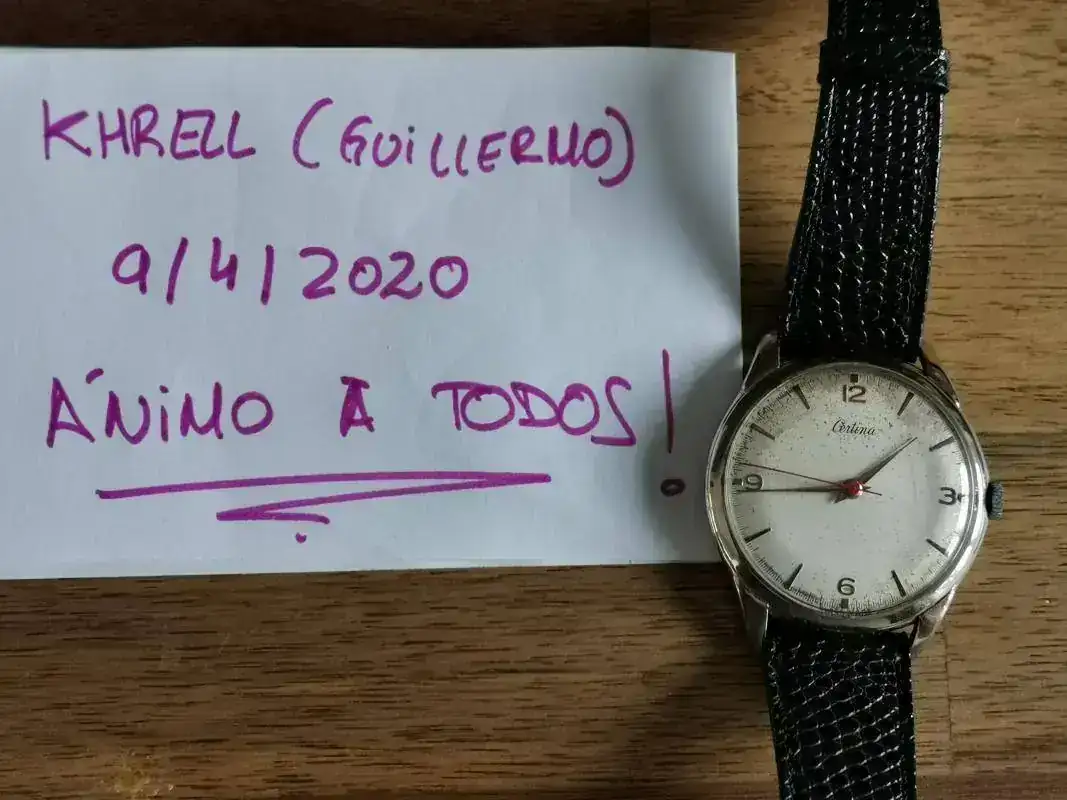 KHRELL (GUiLLERMO)
9/4/2020
ÁNiMO A TODOS!
12
Certina
9
3
6